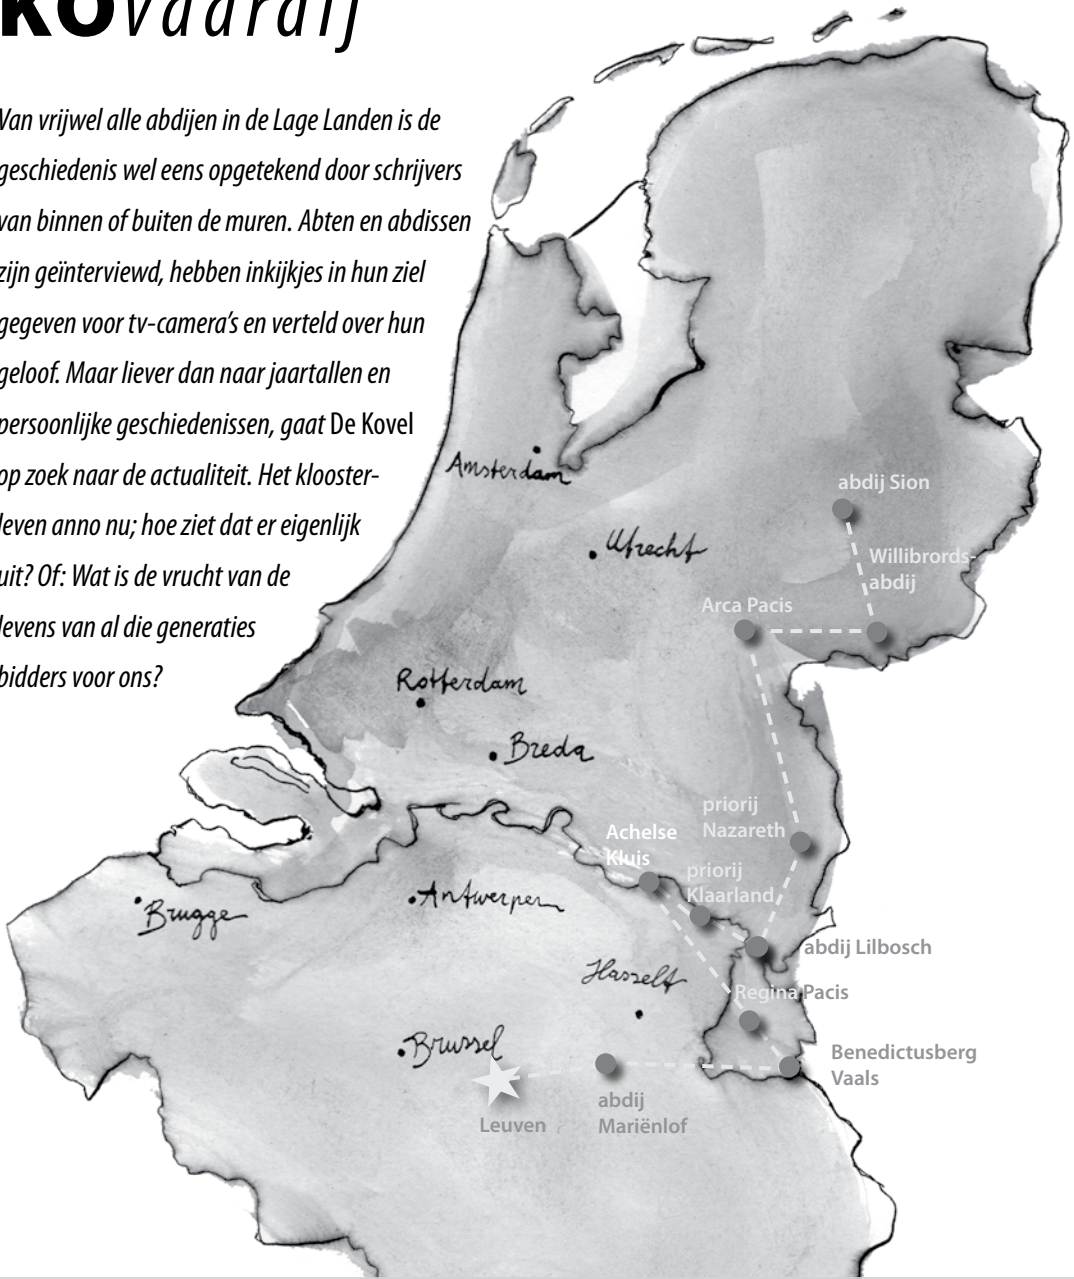 KOvaardij
Van vrijwel alle abdijen in de Lage Landen is de
geschiedenis wel eens opgetekend door schrijvers
van binnen of buiten de muren. Abten en abdissen
zijn geïnterviewd, hebben inkijkjes in hun ziel
gegeven voor tv-camera's en verteld over hun
geloof. Maar liever dan naar jaartallen en
persoonlijke geschiedenissen, gaat De Kovel
op zoek naar de actualiteit. Het klooster-
leven anno nu; hoe ziet dat er eigenlijk
uit? Of: Wat is de vrucht van de
levens van al die generaties
bidders voor ons?
Amsterdam
abdij Sion
Utrecht
Willibrords-
abdij
Arca Pacis
Rotterdam
Breda
priorij
Nazareth
Achelse
Kluis
priorij
Klaarland
Antwerpen
Brugge
abdij Lilbosch
Hasselt
Regina Pacis
Brussel
Benedictusberg
Vaals
abdij
Mariënlof
Leuven